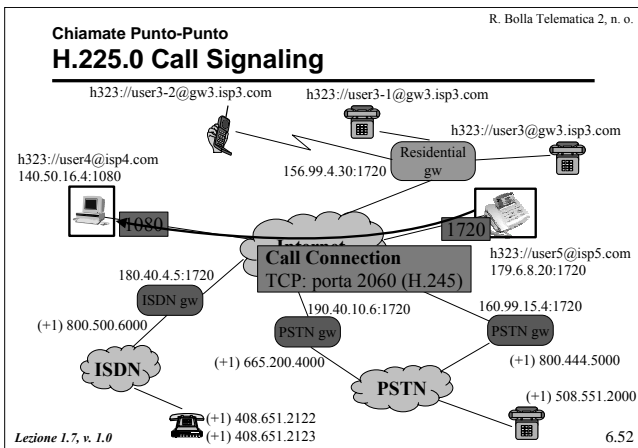 R. Bolla Telematica 2, n. o.
Chiamate Punto-Punto
H.225.0 Call Signaling
h323://user3-2@gw3.isp3.com
h323://user3-1@gw3.isp3.com
h323://user3@gw3.isp3.com
h323://user4@isp4.com
140.50.16.4:1080
156.99.4.30:1720
Residential
gw
1080
1720
Internet
h323://user5@isp5.com
179.6.8.20:1720
Call Connection
TCP: porta 2060 (H.245)
180.40.4.5:1720
ISDN gw
190.40.10.6:1720
160.99.15.4:1720
(+1) 800.500.6000
PSTN gw
PSTN gw
(+1) 665.200.4000
(+1) 800.444.5000
ISDN
PSTN
(+1) 508.551.2000
(+1) 408.651.2122
(+1) 408.651.2123
Lezione 1.7, v. 1.0
6.52